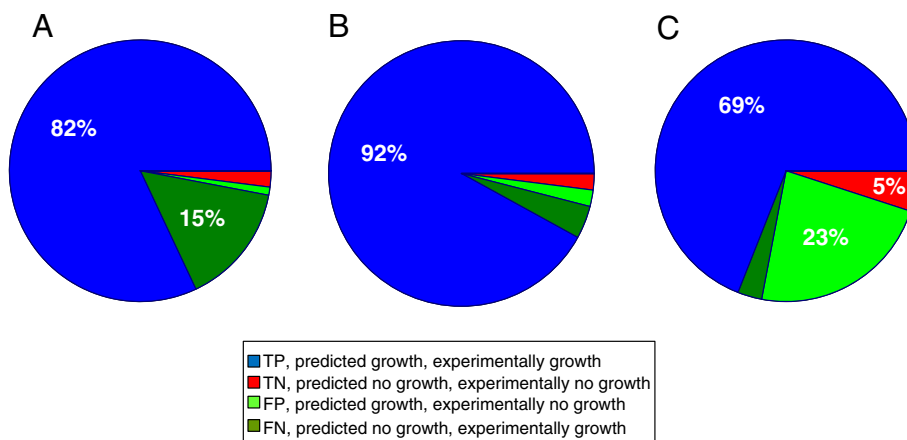 A
B
C
82%
15%
92%
69%
5%
23%
TP, predicted growth, experimentally growth
TN, predicted no growth, experimentally no growth
FP, predicted growth, experimentally no growth
FN, predicted no growth, experimentally growth